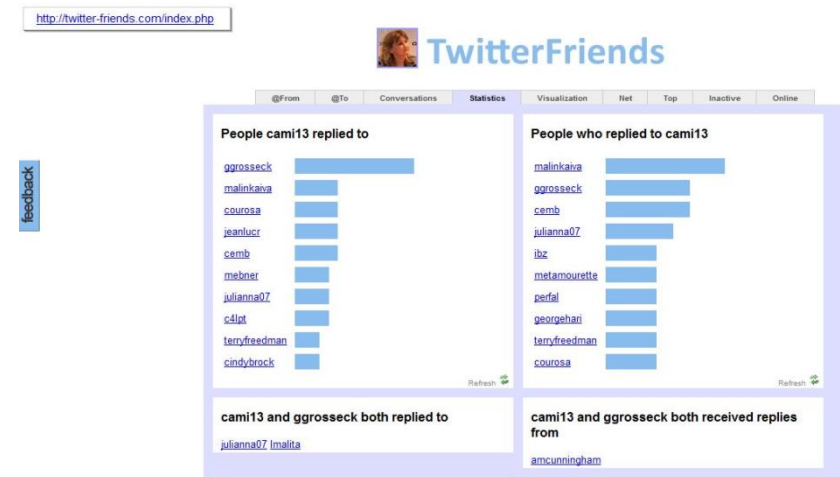 http://twitter-friends.com/index.php
TwitterFriends
@From @To Conversations Statistics Visualization Net Top Inactive Online
feedback
People cami13 replied to
ggrosseck
malinkaiva
courosa
jeanlucr
cemb
mebner
julianna07
c4lpt
terryfreedman
cindybrock
Refresh
People who replied to cami13
malinkaiva
ggrosseck
cemb
julianna07
ibz
metamourette
perfal
georgehari
terryfreedman
courosa
Refresh
cami13 and ggrosseck both replied to
julianna07 lmalita
cami13 and ggrosseck both received replies
from
amcunningham